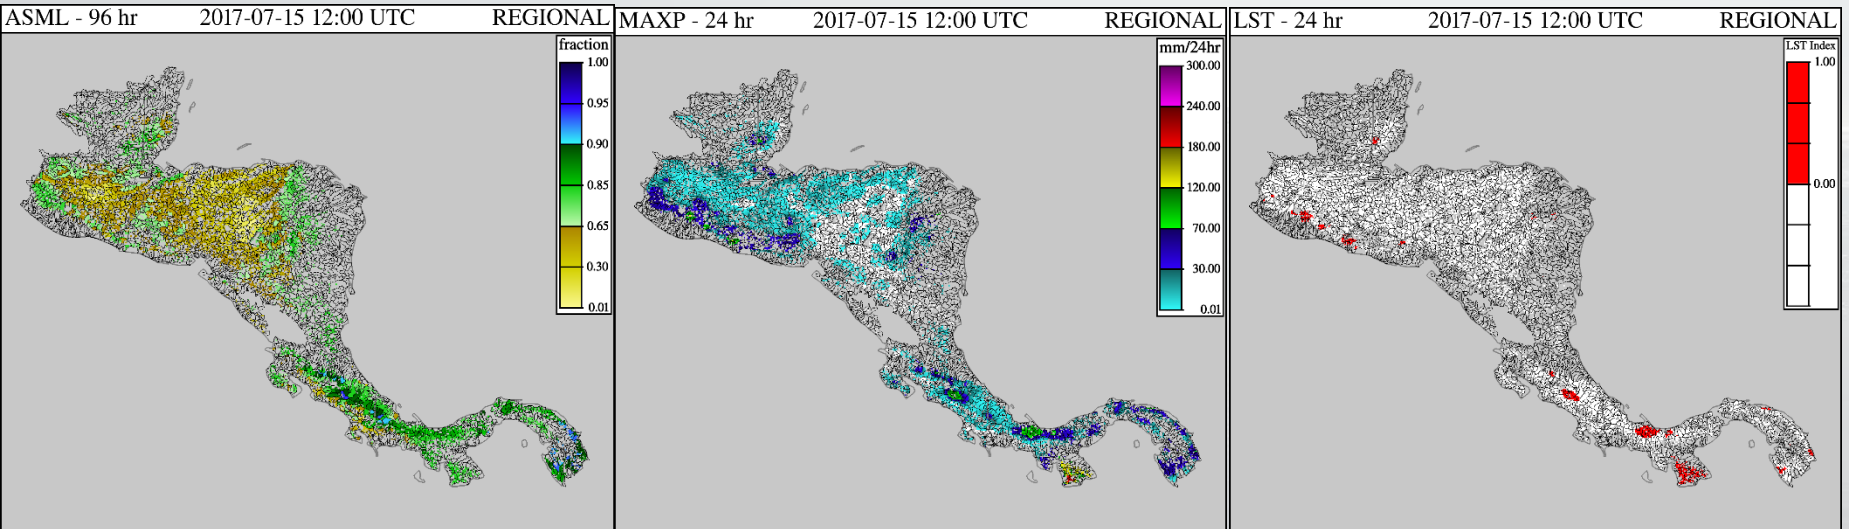 ASML - 96 hr 2017-07-15 12:00 UTC REGIONAL
fraction
1.00
0.95
0.90
0.85
0.65
0.30
0.01
MAXP - 24 hr 2017-07-15 12:00 UTC REGIONAL
mm/24hr
300.00
240.00
180.00
120.00
70.00
30.00
0.01
LST - 24 hr 2017-07-15 12:00 UTC REGIONAL
LST Index
1.00
0.00